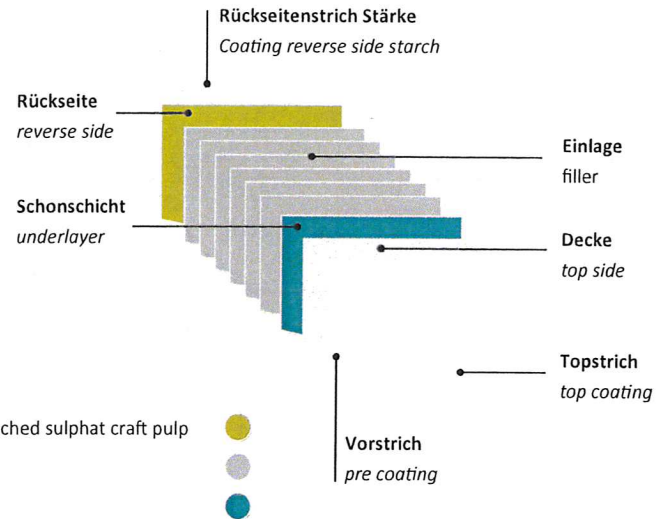 Rückseitenstrich Stärke
Coating reverse side starch
Rückseite
reverse side
Einlage
filler
Schonschicht
underlayer
Decke
top side
Topstrich
top coating
ched sulphat craft pulp
Vorstrich
pre coating